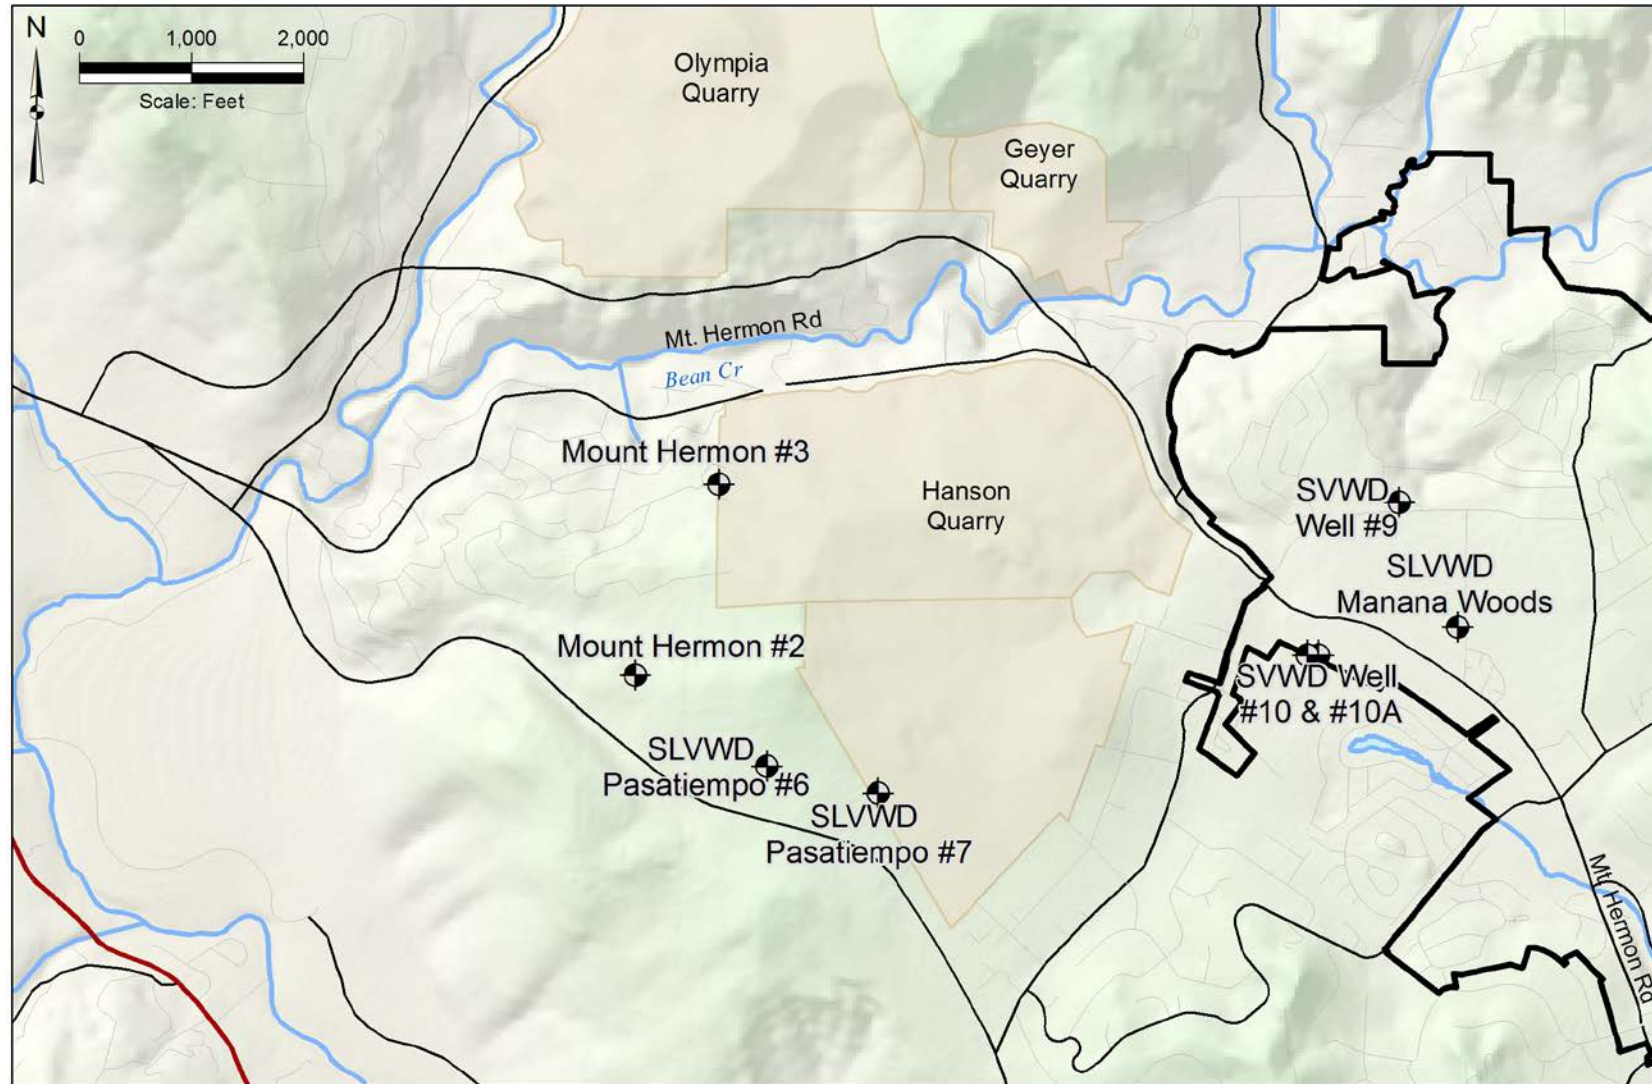 N
0 1,000 2,000
Scale: Feet
Olympia
Quarry
Geyer
Quarry
Mt. Hermon Rd
Bean Cr
Mount Hermon #3
Hanson
Quarry
SVWD
Well #9
SLVWD
Manana Woods
Mount Hermon #2
SVWD Well
#10 & #10A
SLVWD
Pasatiempo #6
SLVWD
Pasatiempo #7
Mt. Hermon Rd